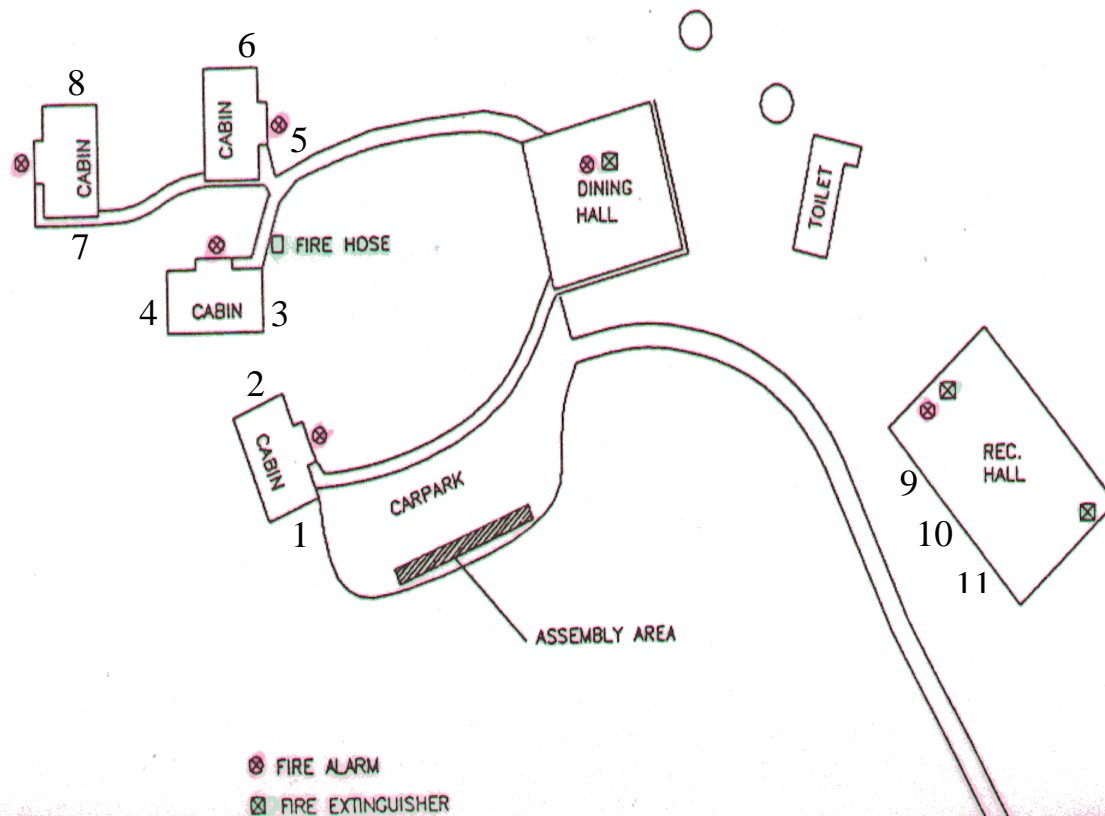 6
8
CABIN
5
CABIN
DINING
HALL
TOILET
7
FIRE HOSE
4
CABIN
3
2
CABIN
REC.
HALL
9
CARPARK
1
10
11
ASSEMBLY AREA
FIRE ALARM
FIRE EXTINGUISHER